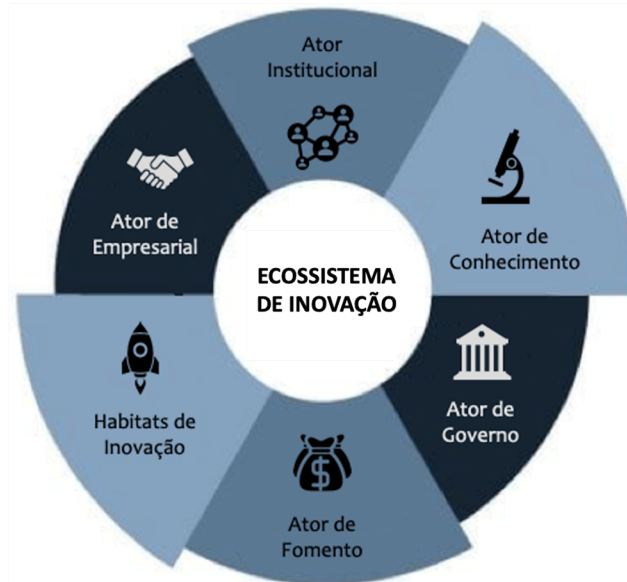 Ator
Institucional
Ator de
Conhecimento
Ator de
Governo
Ator de
Fomento
Habitats de
Inovação
Ator de
Empresarial
ECOSSISTEMA
DE INOVAÇÃO
$